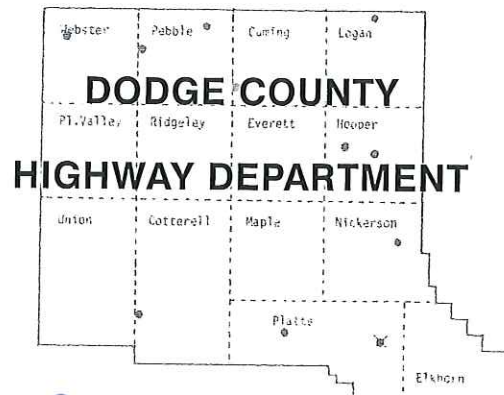 Webster Pebble Cuming Logan
DODGE COUNTY
Pl.Valley Ridgeley Everett Hooper
HIGHWAY DEPARTMENT
Union Cotterell Maple Nickerson
Platte
Elkhorn